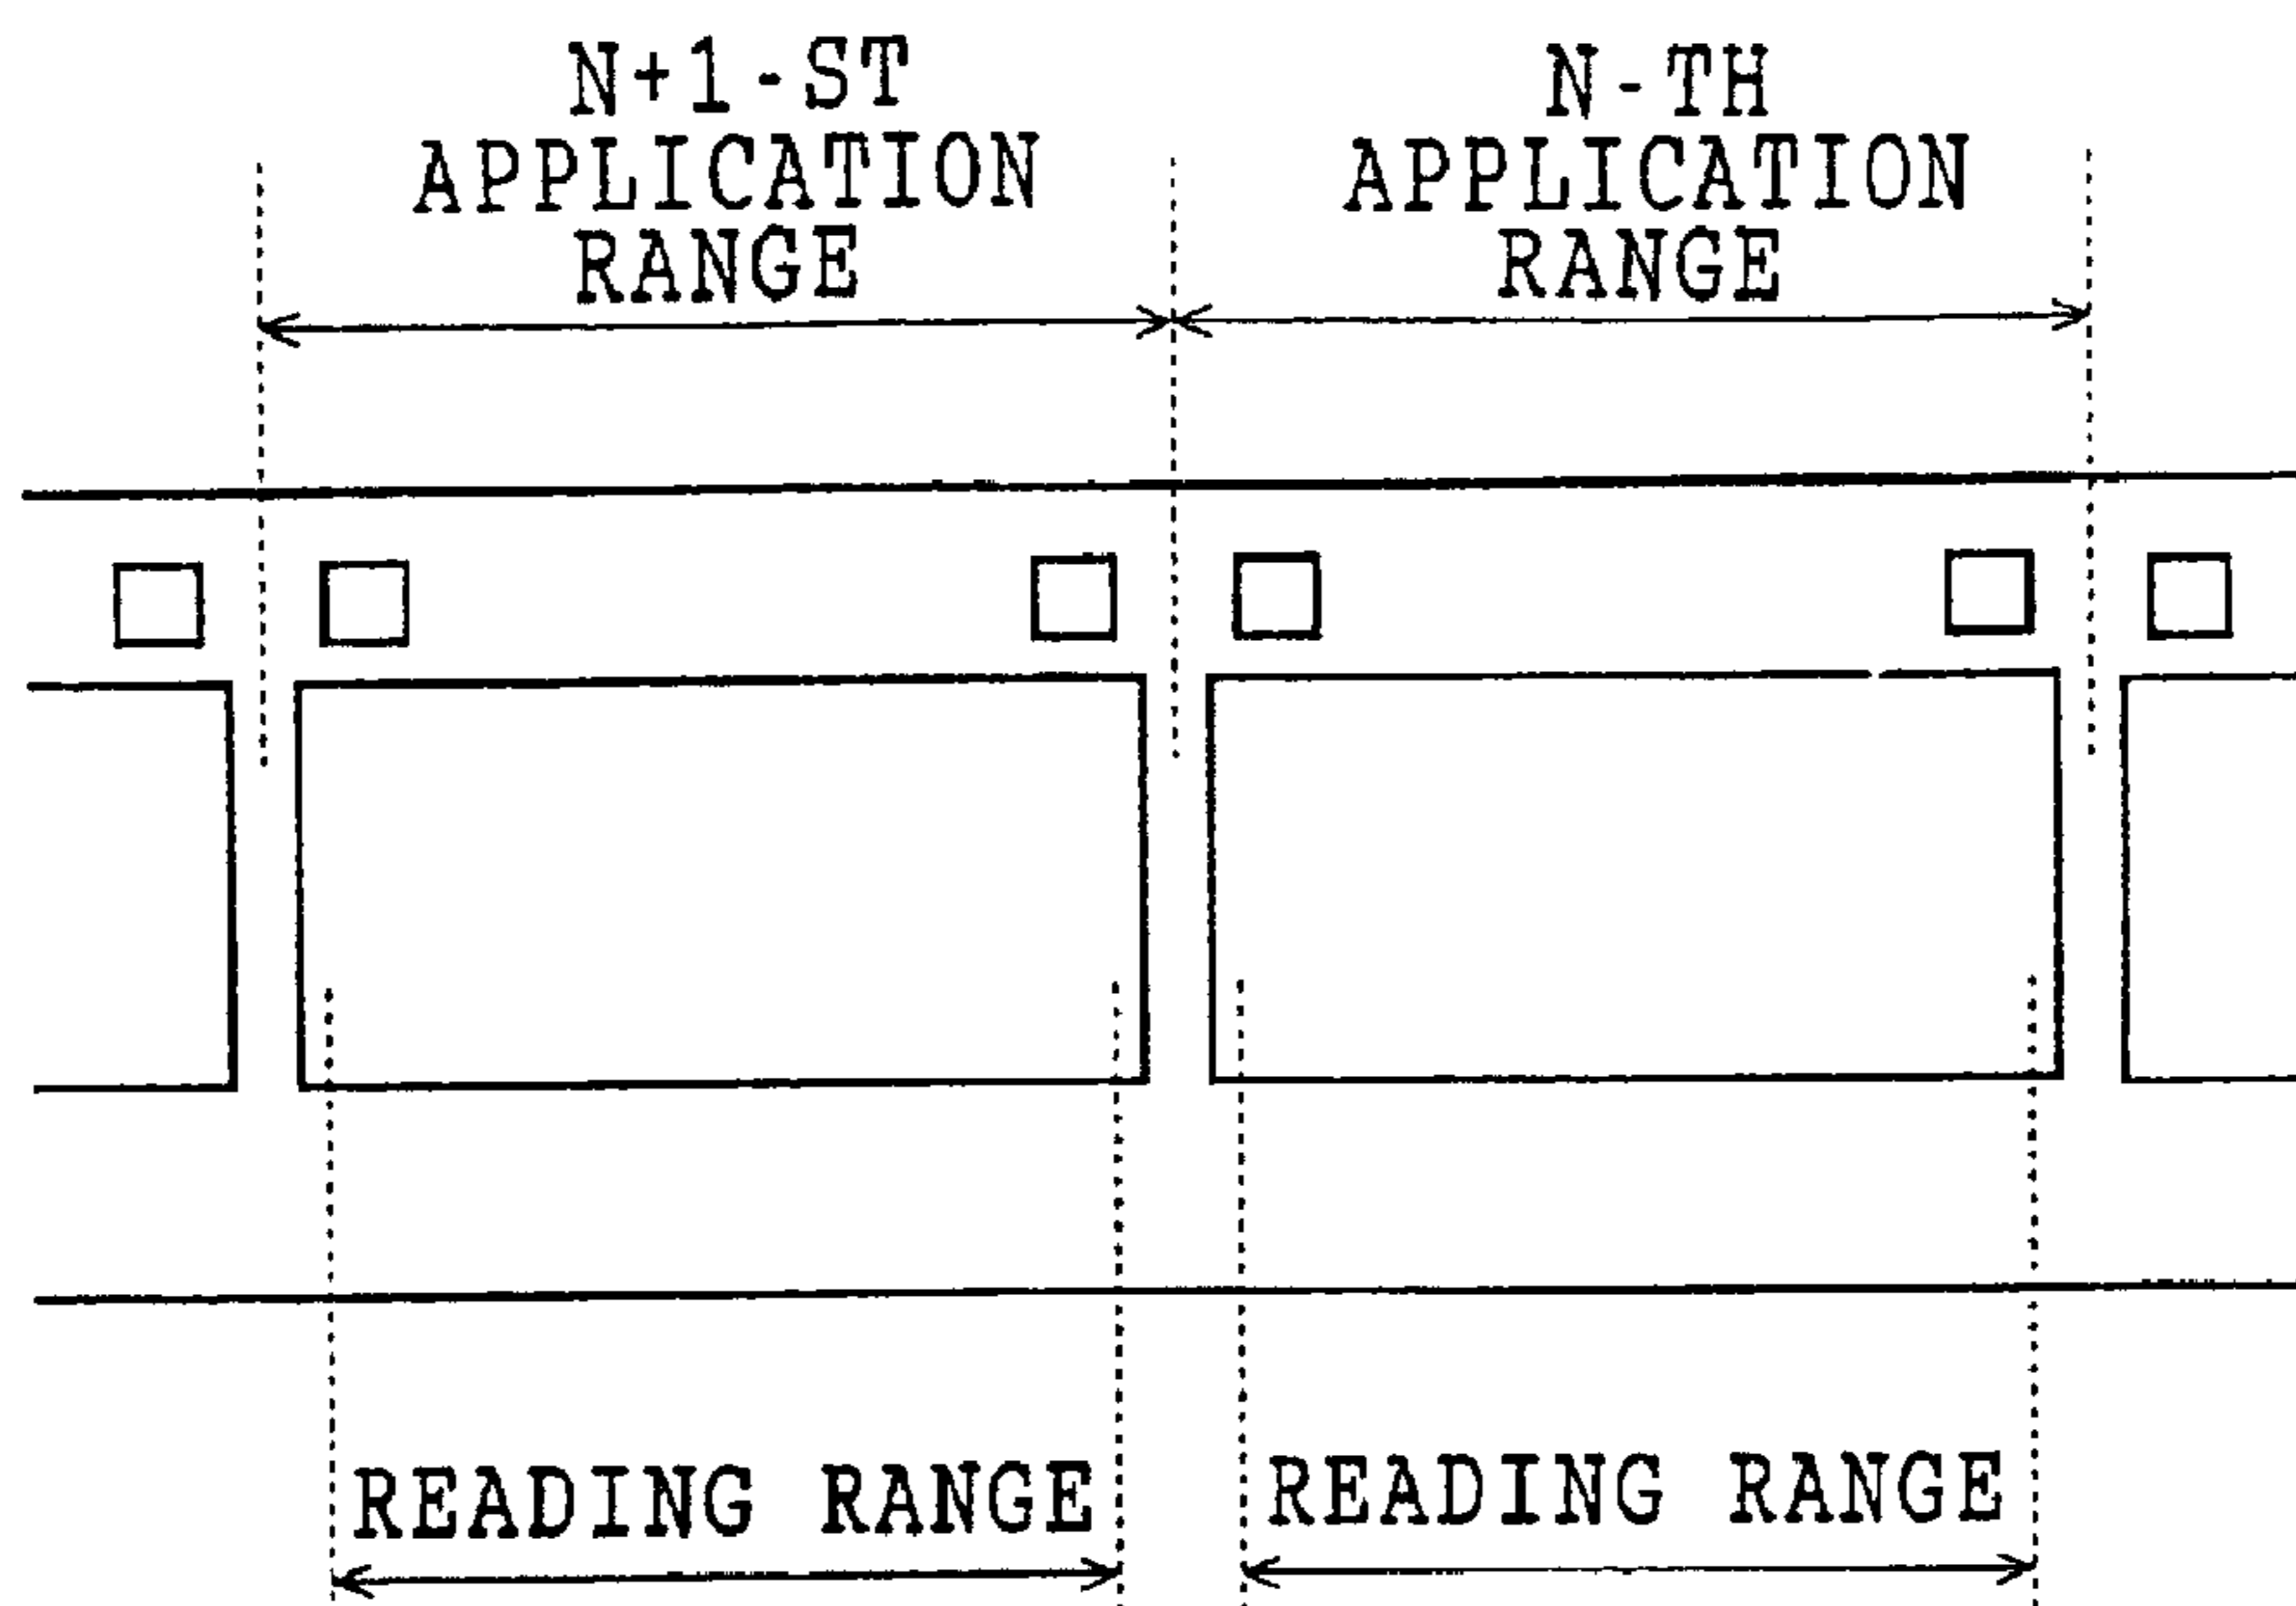 N+1-ST
APPLICATION
RANGE
N-TH
APPLICATION
RANGE
READING RANGE
READING RANGE